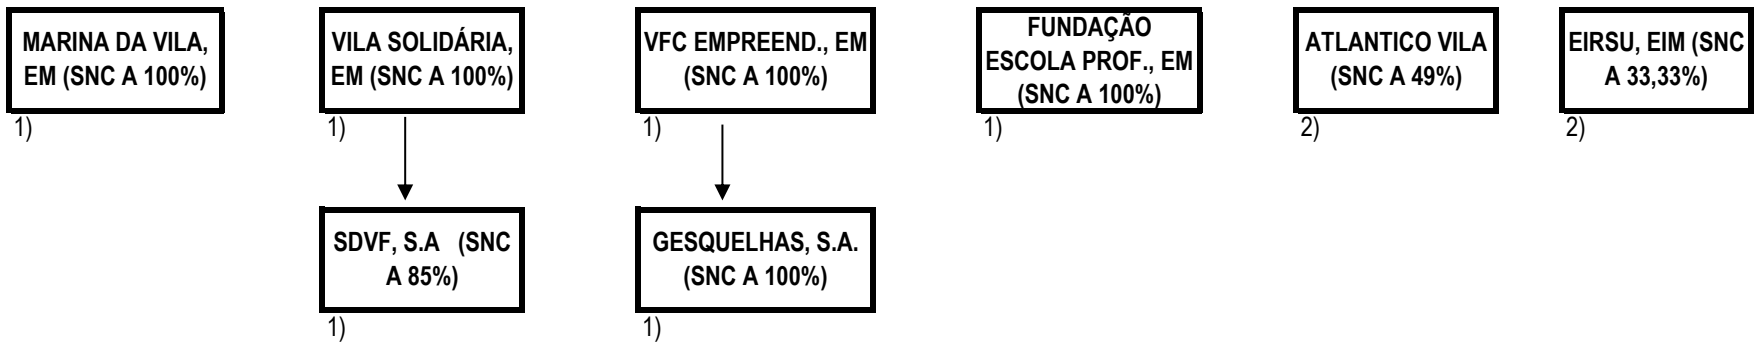 MARINA DA VILA,
EM (SNC A 100%)
1)
VILA SOLIDÁRIA,
EM (SNC A 100%)
1)
VFC EMPREEND., EM
(SNC A 100%)
1)
FUNDAÇÃO
ESCOLA PROF., EM
(SNC A 100%)
1)
ATLANTICO VILA
(SNC A 49%)
2)
EIRSU, EIM (SNC
A 33,33%)
2)
SDVF, S.A (SNC
A 85%)
1)
GESQUELHAS, S.A.
(SNC A 100%)
1)